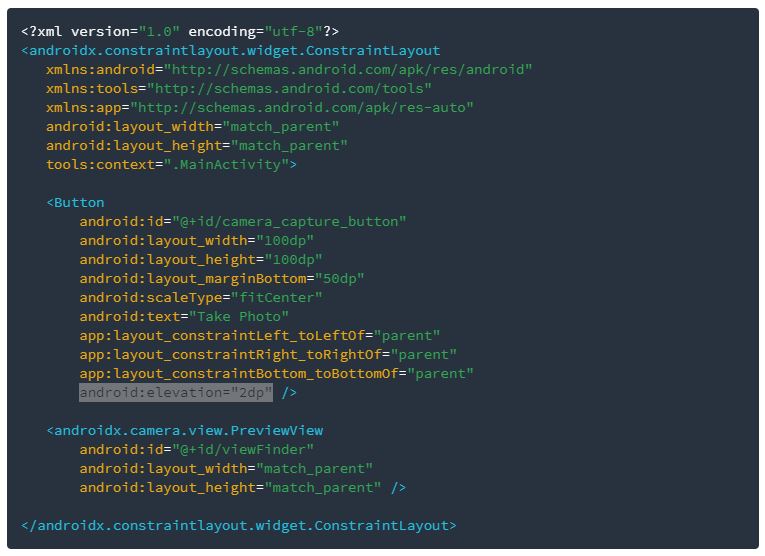 <?xml version="1.0" encoding="utf-8"?>
<androidx.constraintlayout.widget.ConstraintLayout
   xmlns:android="http://schemas.android.com/apk/res/android"
   xmlns:tools="http://schemas.android.com/tools"
   xmlns:app="http://schemas.android.com/apk/res-auto"
   android:layout_width="match_parent"
   android:layout_height="match_parent"
   tools:context=".MainActivity">

   <Button
       android:id="@+id/camera_capture_button"
       android:layout_width="100dp"
       android:layout_height="100dp"
       android:layout_marginBottom="50dp"
       android:scaleType="fitCenter"
       android:text="Take Photo"
       app:layout_constraintLeft_toLeftOf="parent"
       app:layout_constraintRight_toRightOf="parent"
       app:layout_constraintBottom_toBottomOf="parent"
       android:elevation="2dp" />

   <androidx.camera.view.PreviewView
       android:id="@+id/viewFinder"
       android:layout_width="match_parent"
       android:layout_height="match_parent" />

</androidx.constraintlayout.widget.ConstraintLayout>